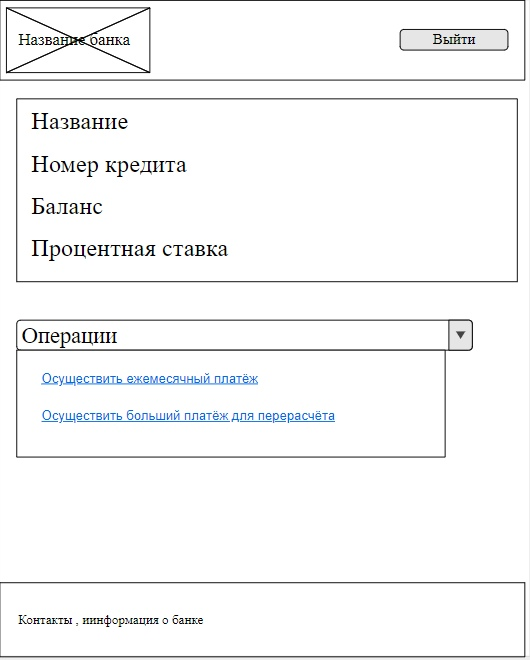 Название банка
Выйти
Название
Номер кредита
Баланс
Процентная ставка
Операции
Осуществить ежемесячный платёж
Осуществить больший платёж для перерасчёта
Контакты , иинформация о банке